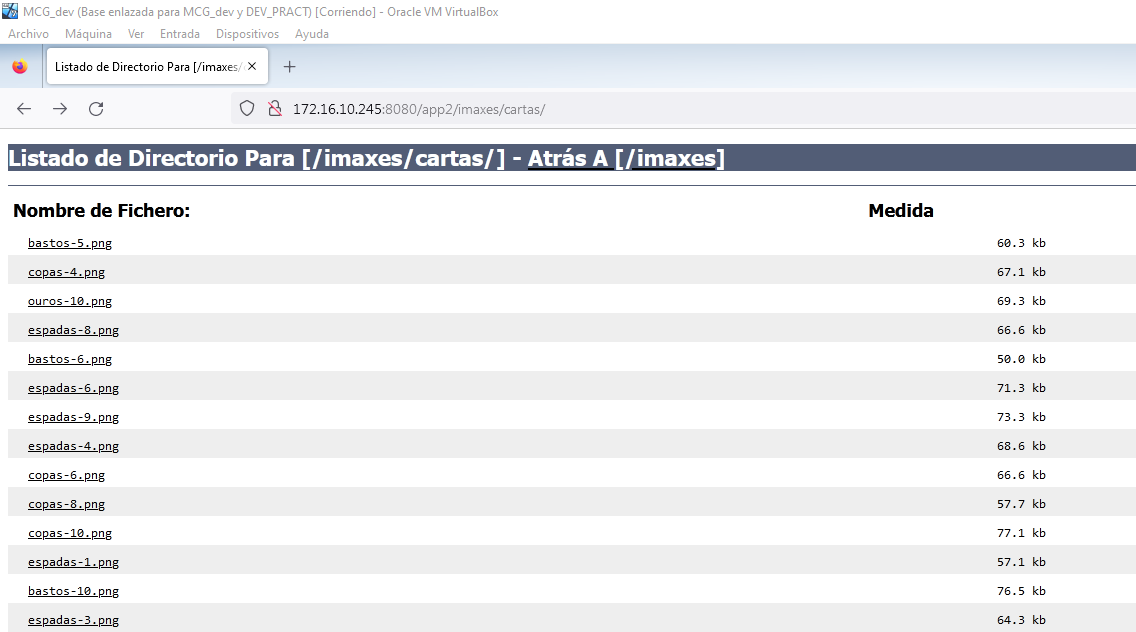 MCG_dev (Base enlazada para MCG_dev y DEV_PRACT) [Corriendo] - Oracle VM VirtualBox
Archivo Máquina Ver Entrada Dispositivos Ayuda
Listado de Directorio Para [/imaxes/
172.16.10.245:8080/app2/imaxes/cartas/
Listado de Directorio Para [/imaxes/cartas/] - Atrás A [/imaxes]
Nombre de Fichero: Medida
bastos-5.png 60.3 kb
copas-4.png 67.1 kb
ouros-10.png 69.3 kb
espadas-8.png 66.6 kb
bastos-6.png 50.0 kb
espadas-6.png 71.3 kb
espadas-9.png 73.3 kb
espadas-4.png 68.6 kb
copas-6.png 66.6 kb
copas-8.png 57.7 kb
copas-10.png 77.1 kb
espadas-1.png 57.1 kb
bastos-10.png 76.5 kb
espadas-3.png 64.3 kb